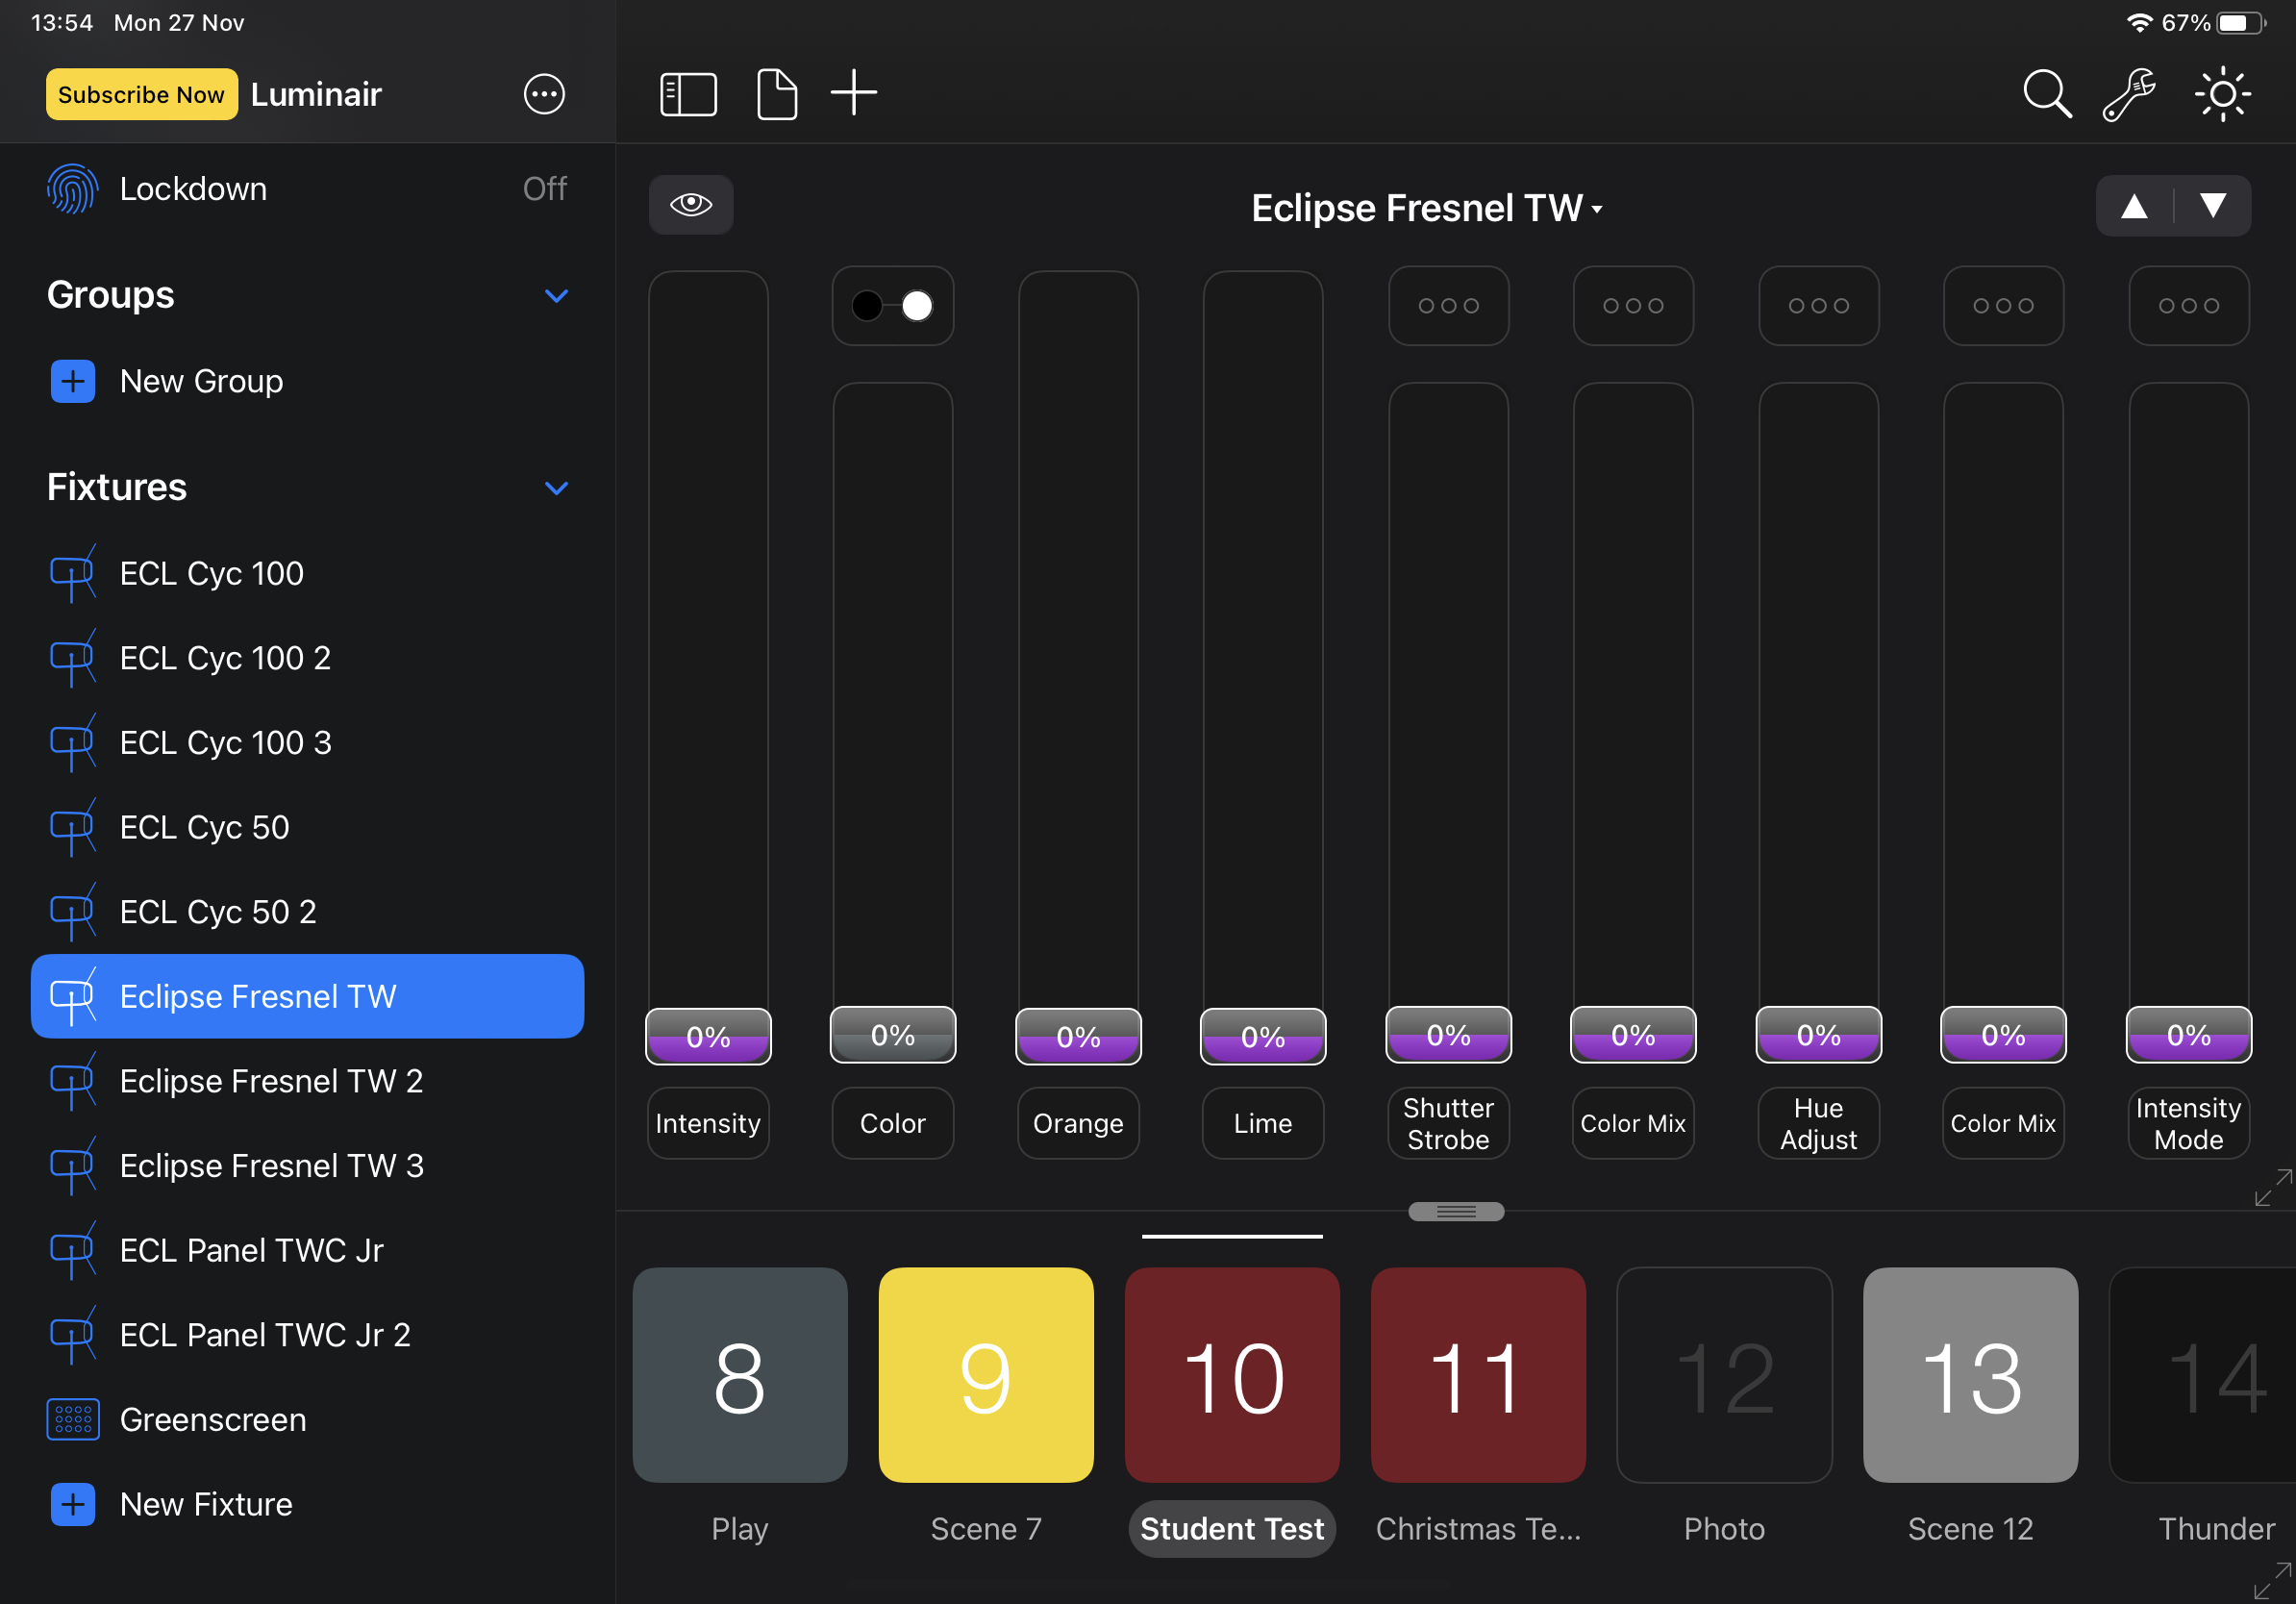 13:54 Mon 27 Nov
67%
Subscribe Now Luminair
Lockdown Off
Groups
New Group
Fixtures
ECL Cyc 100
ECL Cyc 100 2
ECL Cyc 100 3
ECL Cyc 50
ECL Cyc 50 2
Eclipse Fresnel TW
Eclipse Fresnel TW 2
Eclipse Fresnel TW 3
ECL Panel TWC Jr
ECL Panel TWC Jr 2
Greenscreen
New Fixture
Eclipse Fresnel TW
0% 0% 0% 0% 0% 0% 0% 0% 0%
Intensity
Color
Orange
Lime
Shutter
Strobe
Color Mix
Hue
Adjust
Color Mix
Intensity
Mode
8 9 10 11 12 13 14
Play
Scene 7
Student Test
Christmas Te...
Photo
Scene 12
Thunder